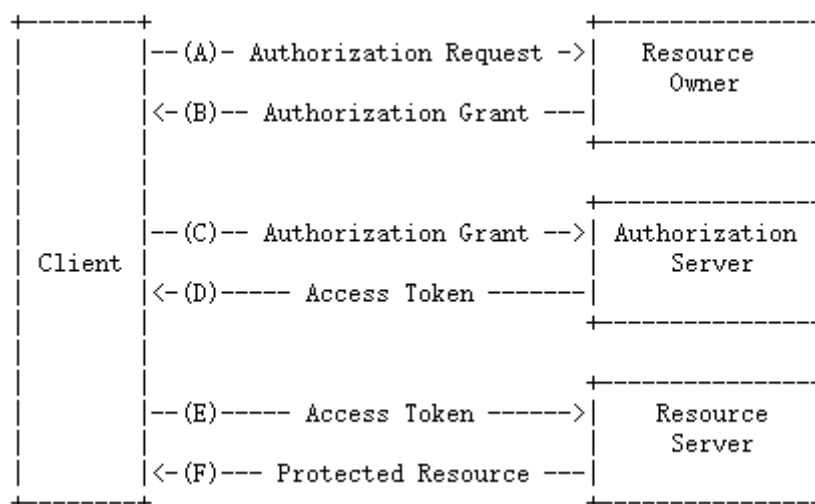 +--------+                               +---------------
|        |--(A)- Authorization Request ->|   Resource
|        |                               |     Owner
|        |<-(B)-- Authorization Grant ---|
|        |                               +---------------
|        |
|        |                               +---------------
|        |--(C)-- Authorization Grant -->| Authorization
| Client |                               |     Server
|        |<-(D)----- Access Token -------|
|        |                               +---------------
|        |
|        |                               +---------------
|        |--(E)----- Access Token ------>|    Resource
|        |                               |     Server
|        |<-(F)--- Protected Resource ---|
+--------+                               +---------------